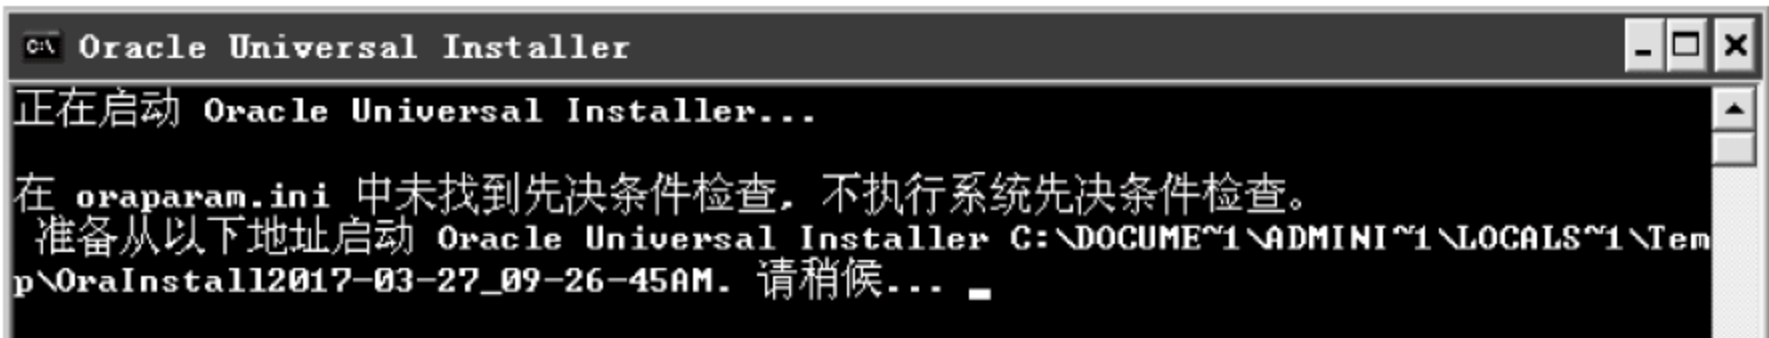 Oracle Universal Installer
正在启动 Oracle Universal Installer...
在 oraparam.ini 中未找到先决条件检查, 不执行系统先决条件检查。
准备从以下地址启动 Oracle Universal Installer C:\DOCUME~1\ADMINI~1\LOCALS~1\Tem
p\OraInstall2017-03-27_09-26-45AM. 请稍候...